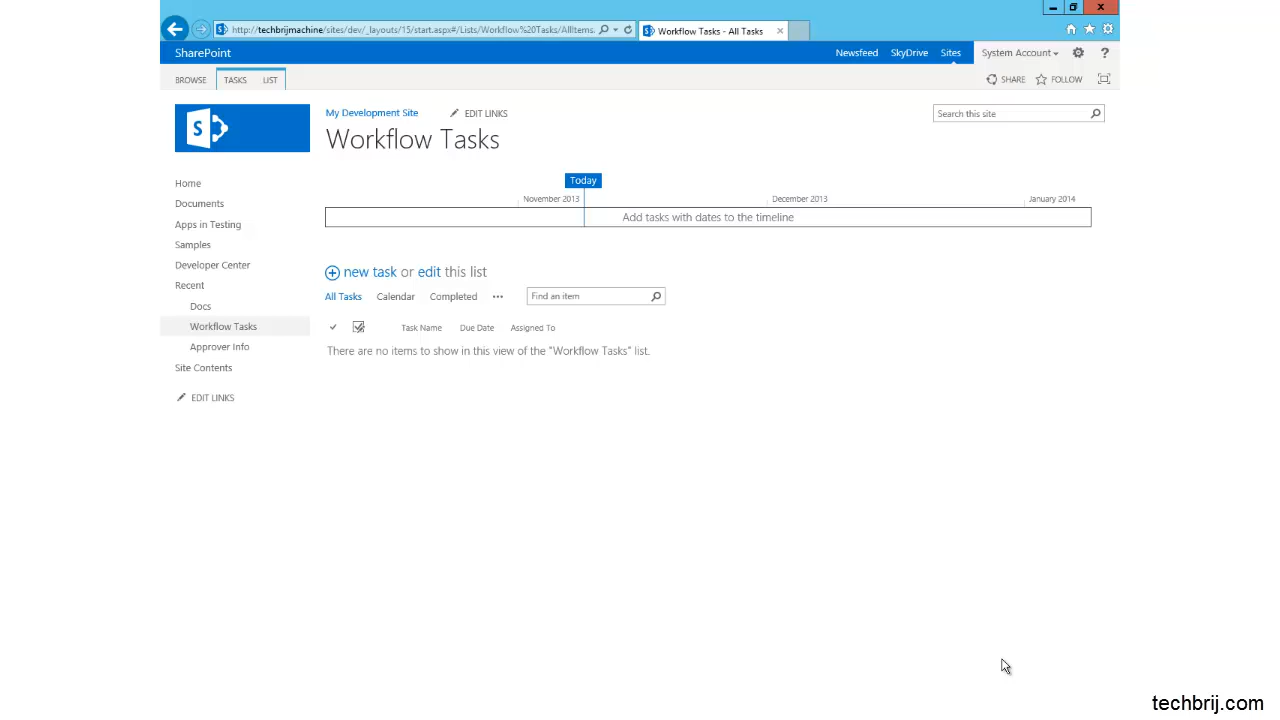 http://techbrijmachine/sites/dev/_layouts/15/start.aspx#/Lists/Workflow%20Tasks/AllItems.
Workflow Tasks - All Tasks
SharePoint
Newsfeed SkyDrive Sites System Account ?
BROWSE TASKS LIST
SHARE FOLLOW
S
My Development Site EDIT LINKS
Search this site
Workflow Tasks
Today
November 2013 December 2013 January 2014
Add tasks with dates to the timeline
Home
Documents
Apps in Testing
Samples
Developer Center
Recent
Docs
Workflow Tasks
Approver Info
Site Contents
EDIT LINKS
new task or edit this list
All Tasks Calendar Completed ... Find an item
Task Name Due Date Assigned To
There are no items to show in this view of the "Workflow Tasks" list.
techbrij.com